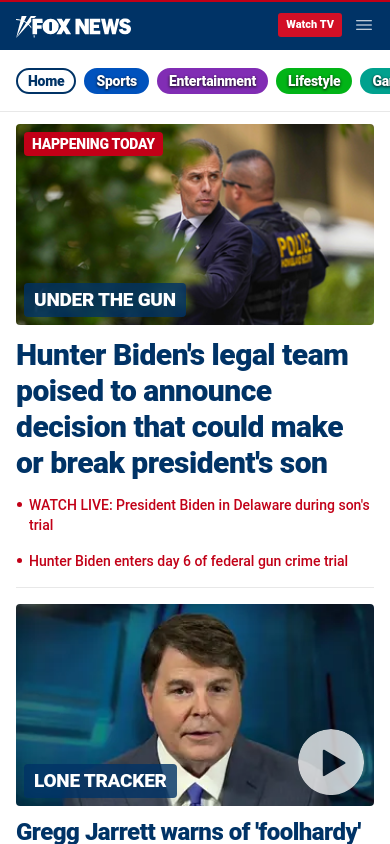 FOX NEWS
Watch TV
Home
Sports
Entertainment
Lifestyle
HAPPENING TODAY
POLICE
UNDER THE GUN
Hunter Biden's legal team
poised to announce
decision that could make
or break president's son
WATCH LIVE: President Biden in Delaware during son's
trial
Hunter Biden enters day 6 of federal gun crime trial
LONE TRACKER
Gregg Jarrett warns of 'foolhardy'